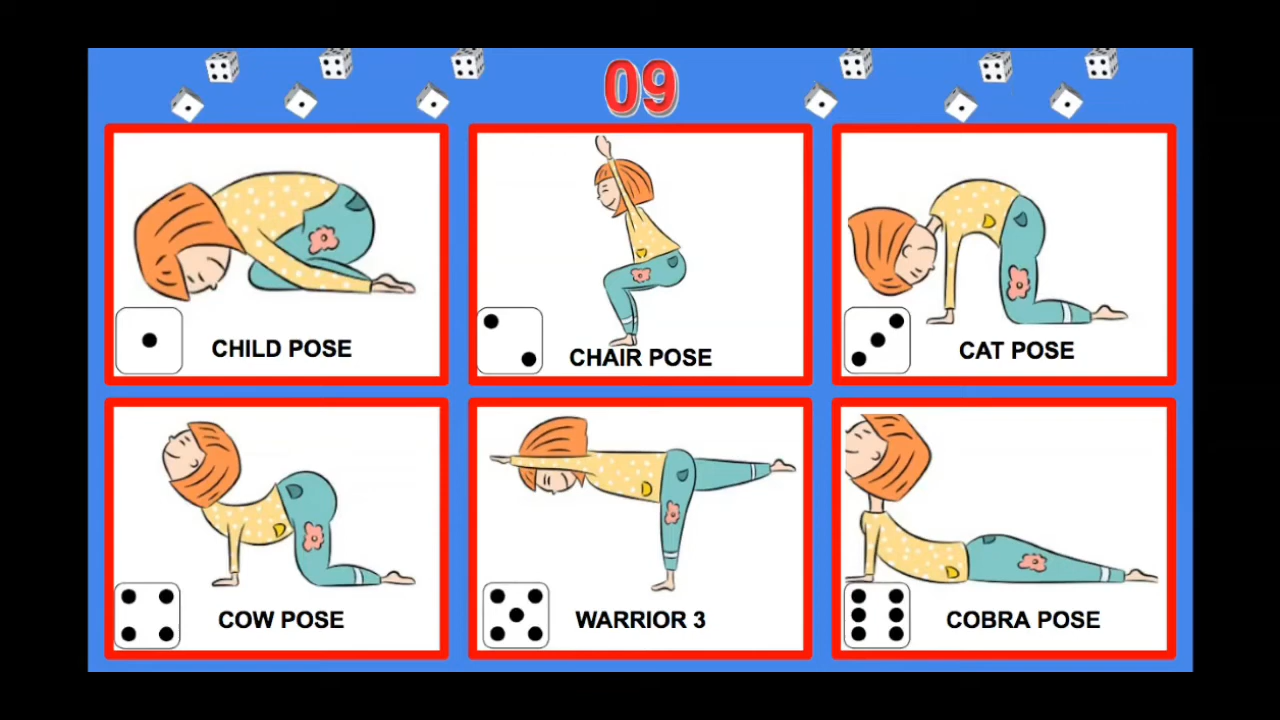 09
CHILD POSE
CHAIR POSE
CAT POSE
COW POSE
WARRIOR 3
COBRA POSE